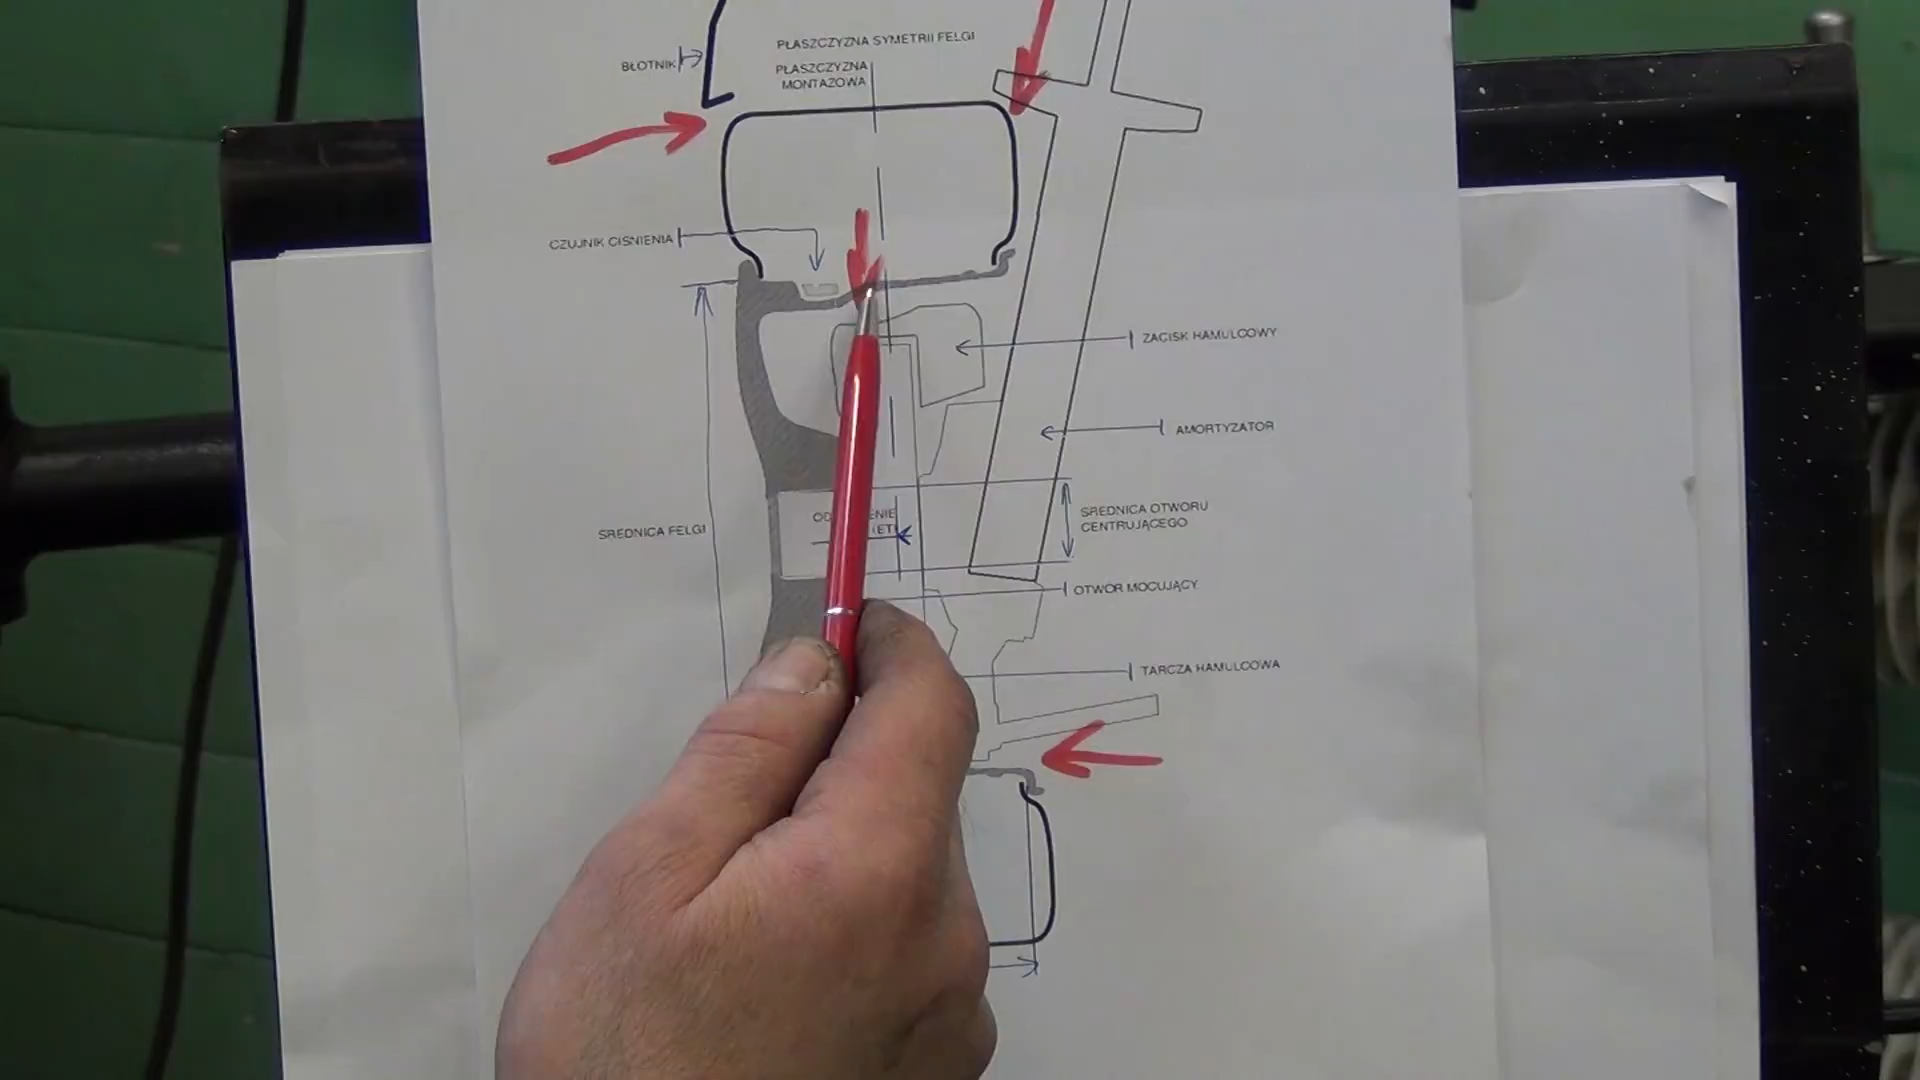 PŁASZCZYZNA SYMETRII FELGI
BŁOTNIK
PŁASZCZYZNA
MONTAŻOWA
CZUJNIK CIŚNIENIA
ZACISK HAMULCOWY
AMORTYZATOR
ŚREDNICA OTWORU
CENTRUJĄCEGO
ŚREDNICA FELGI
OTWÓR MOCUJĄCY
TARCZA HAMULCOWA